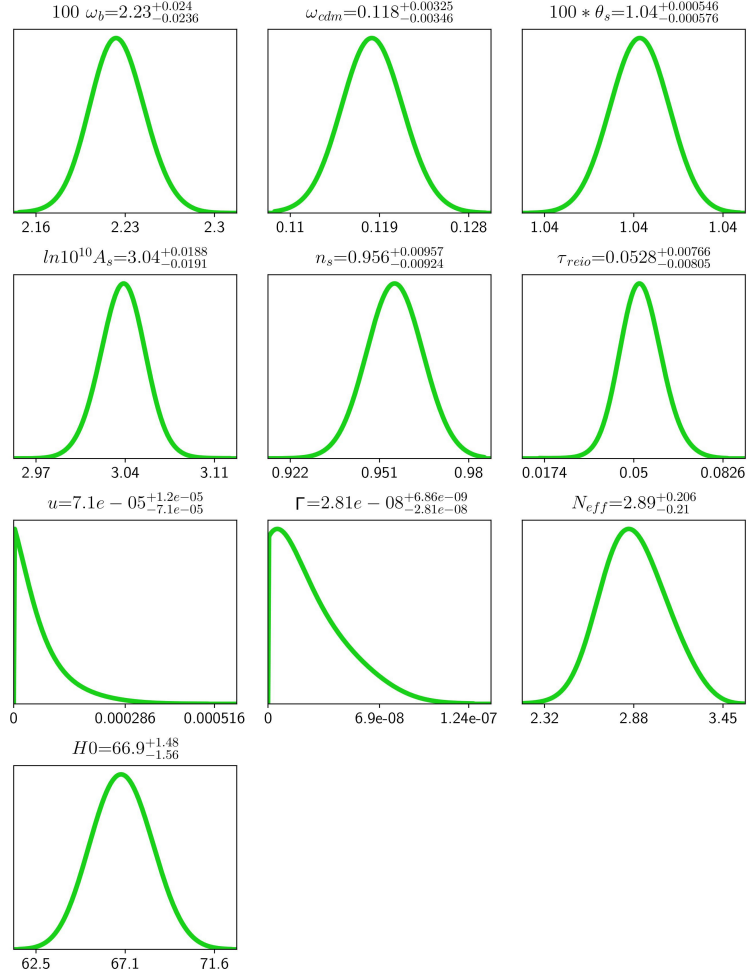 100 ω_b=2.23^{+0.024}_{-0.0236}
ω_{cdm}=0.118^{+0.00325}_{-0.00346}
100 ∗ θ_s=1.04^{+0.000546}_{-0.000576}
2.16 2.23 2.3
0.11 0.119 0.128
1.04 1.04 1.04
ln10^{10}A_s=3.04^{+0.0188}_{-0.0191}
n_s=0.956^{+0.00957}_{-0.00924}
τ_{reio}=0.0528^{+0.00766}_{-0.00805}
2.97 3.04 3.11
0.922 0.951 0.98
0.0174 0.05 0.0826
u=7.1e − 05^{+1.2e−05}_{−7.1e−05}
Γ=2.81e − 08^{+6.86e−09}_{−2.81e−08}
N_{eff}=2.89^{+0.206}_{-0.21}
0 0.000286 0.000516
0 6.9e-08 1.24e-07
2.32 2.88 3.45
H0=66.9^{+1.48}_{-1.56}
62.5 67.1 71.6